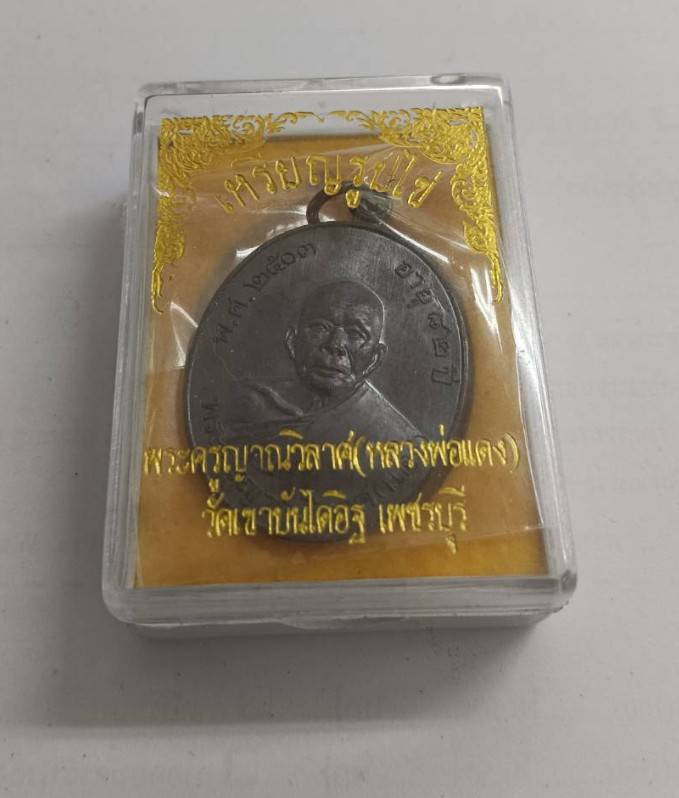 เหรียญรูปไข่
พ.ศ.๒๕๐๓ อายุ ๘๒ ปี
พระครูญาณวิลาศ(หลวงพ่อแดง)
วัดเขาบันไดอิฐ เพชรบุรี